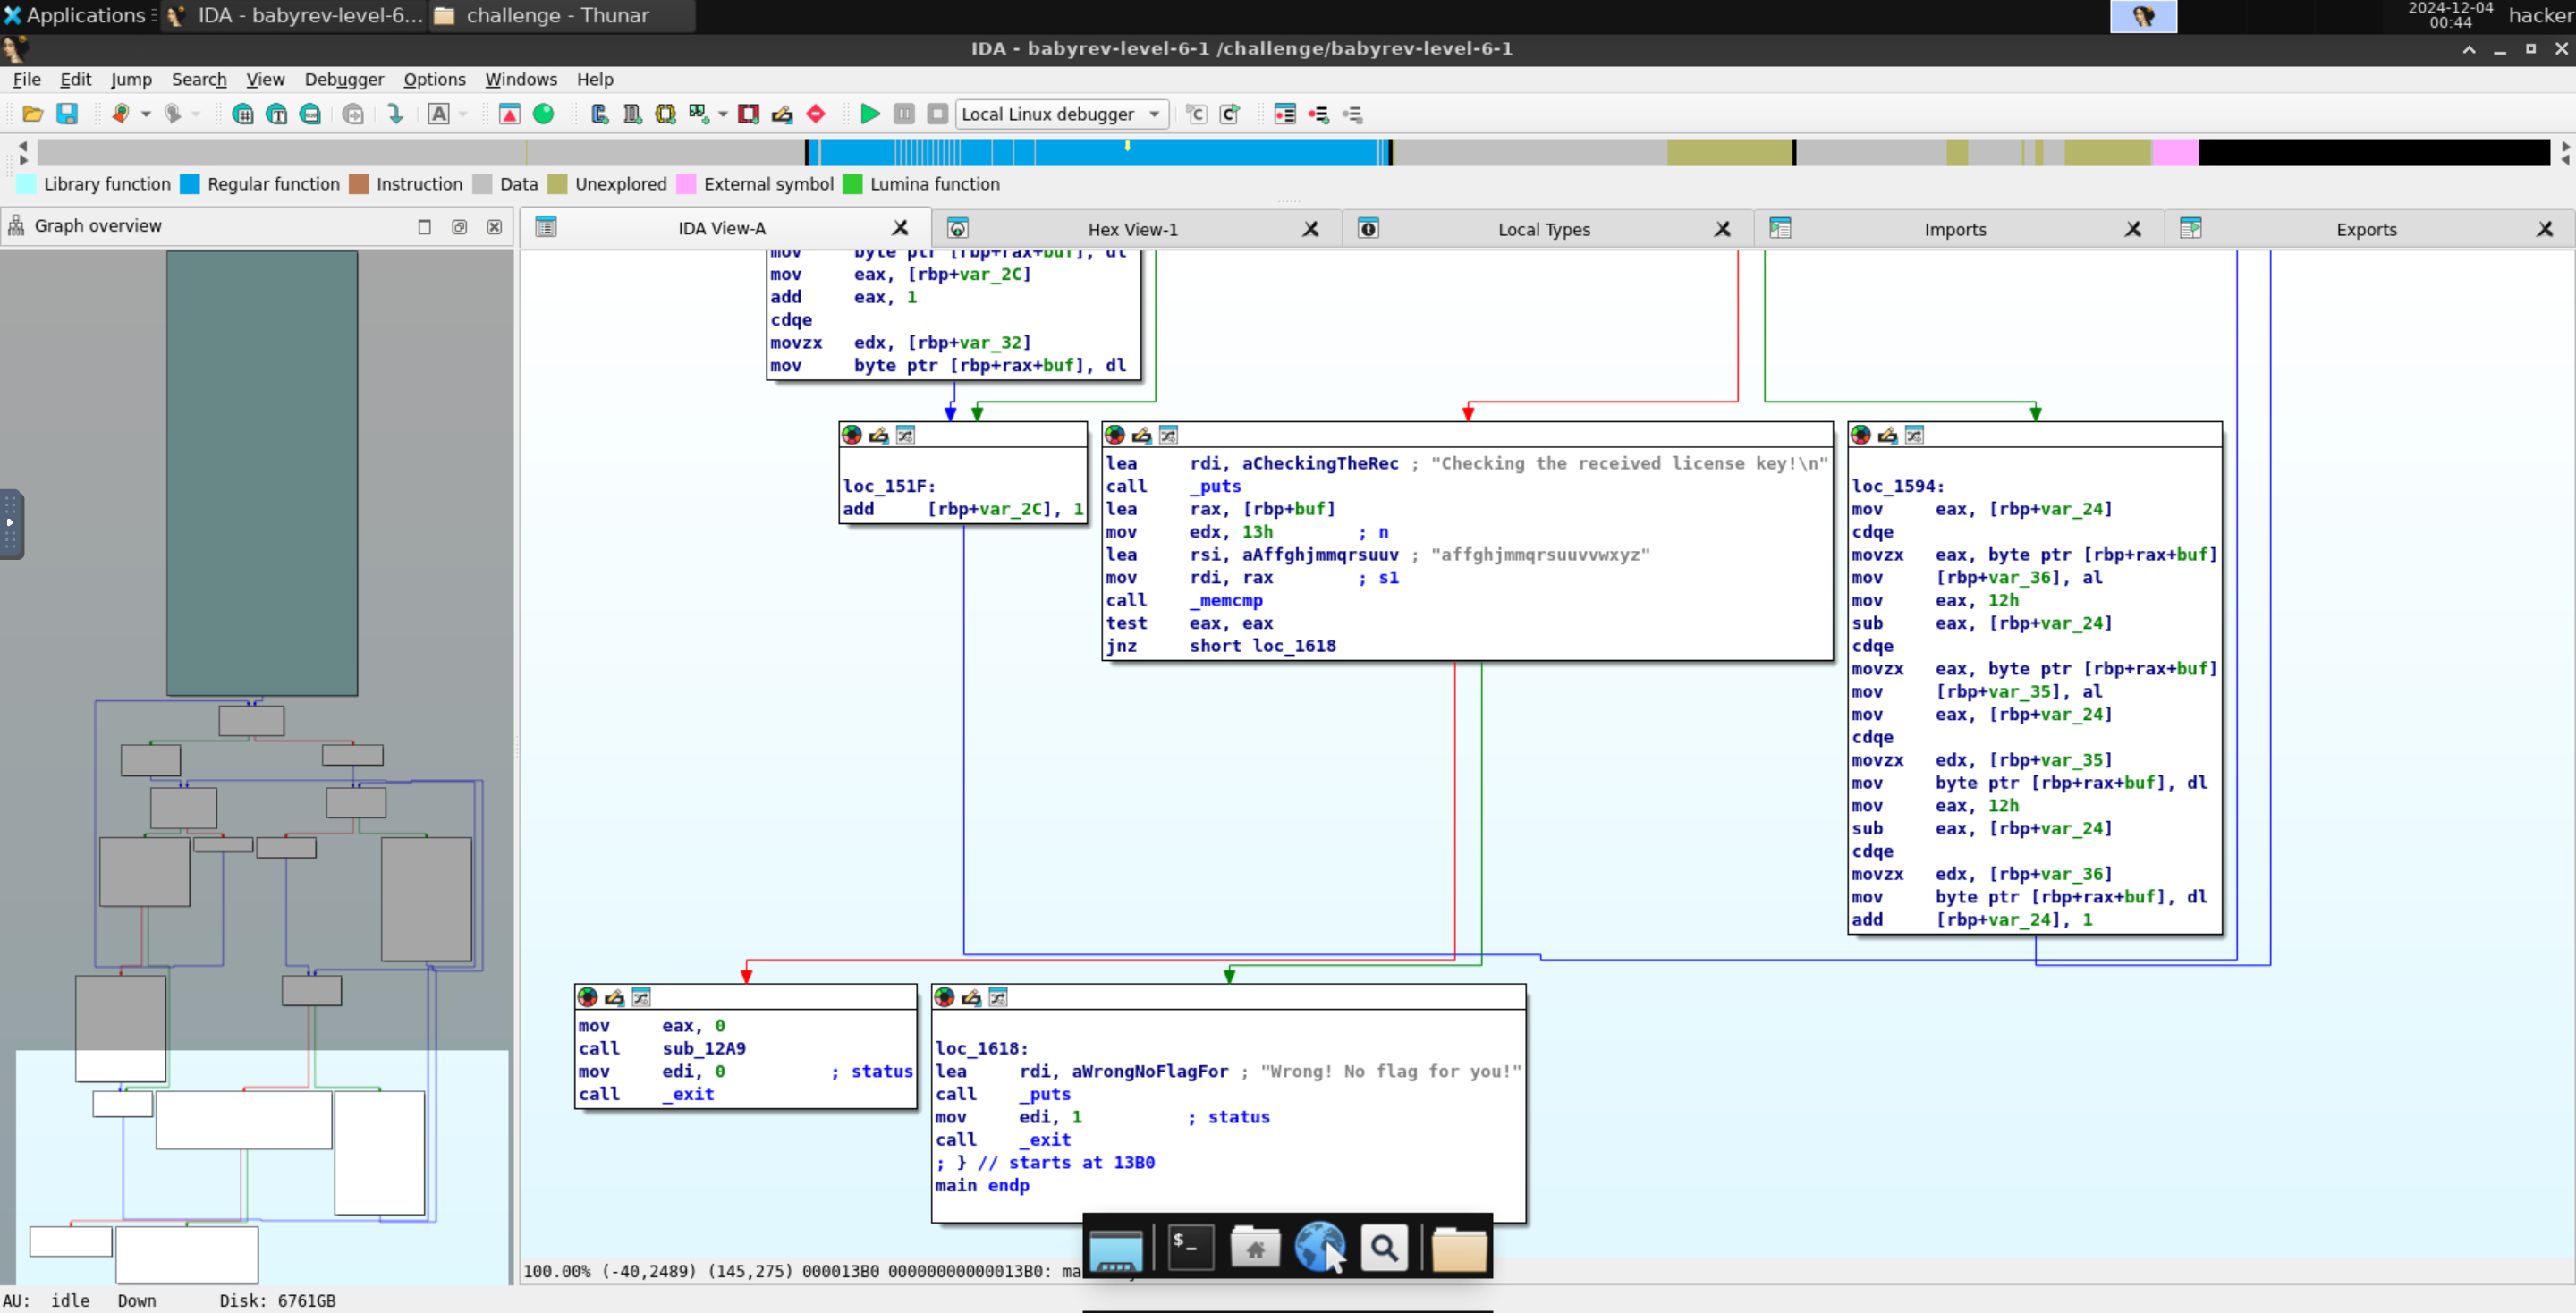 Applications
IDA - babyrev-level-6...
challenge - Thunar
2024-12-04
00:44
hacker
IDA - babyrev-level-6-1 /challenge/babyrev-level-6-1
File Edit Jump Search View Debugger Options Windows Help
Local Linux debugger
Library function Regular function Instruction Data Unexplored External symbol Lumina function
Graph overview
IDA View-A
Hex View-1
Local Types
Imports
Exports
mov byte ptr [rbp+rax+buf], dl
mov eax, [rbp+var_2C]
add eax, 1
cdqe
movzx edx, [rbp+var_32]
mov byte ptr [rbp+rax+buf], dl
loc_151F:
add [rbp+var_2C], 1
lea rdi, aCheckingTheRec ; "Checking the received license key!\n"
call _puts
lea rax, [rbp+buf]
mov edx, 13h ; n
lea rsi, aAffghjmmqrsuuv ; "affghjmmqrsuuvvwxyz"
mov rdi, rax ; s1
call _memcmp
test eax, eax
jnz short loc_1618
loc_1594:
mov eax, [rbp+var_24]
cdqe
movzx eax, byte ptr [rbp+rax+buf]
mov [rbp+var_36], al
mov eax, 12h
sub eax, [rbp+var_24]
cdqe
movzx eax, byte ptr [rbp+rax+buf]
mov [rbp+var_35], al
mov eax, [rbp+var_24]
cdqe
movzx edx, [rbp+var_35]
mov byte ptr [rbp+rax+buf], dl
mov eax, 12h
sub eax, [rbp+var_24]
cdqe
movzx edx, [rbp+var_36]
mov byte ptr [rbp+rax+buf], dl
add [rbp+var_24], 1
mov eax, 0
call sub_12A9
mov edi, 0 ; status
call _exit
loc_1618:
lea rdi, aWrongNoFlagFor ; "Wrong! No flag for you!"
call _puts
mov edi, 1 ; status
call _exit
; } // starts at 13B0
main endp
100.00% (-40,2489) (145,275) 000013B0 00000000000013B0: ma
AU: idle Down Disk: 6761GB